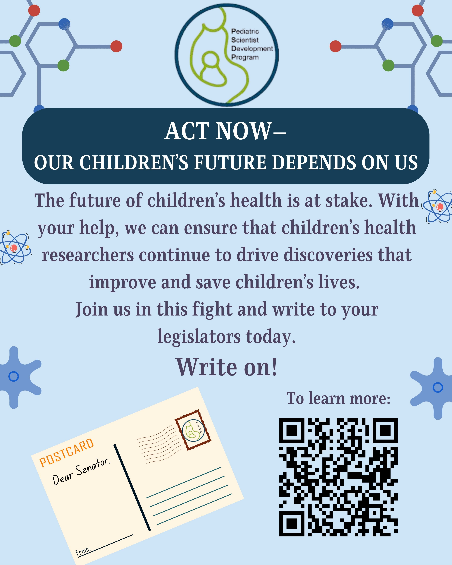 Pediatric
Scientist
Development
Program
ACT NOW–
OUR CHILDREN'S FUTURE DEPENDS ON US
The future of children's health is at stake. With
your help, we can ensure that children's health
researchers continue to drive discoveries that
improve and save children's lives.
Join us in this fight and write to your
legislators today.
Write on!
To learn more:
POSTCARD
Dear Senator,